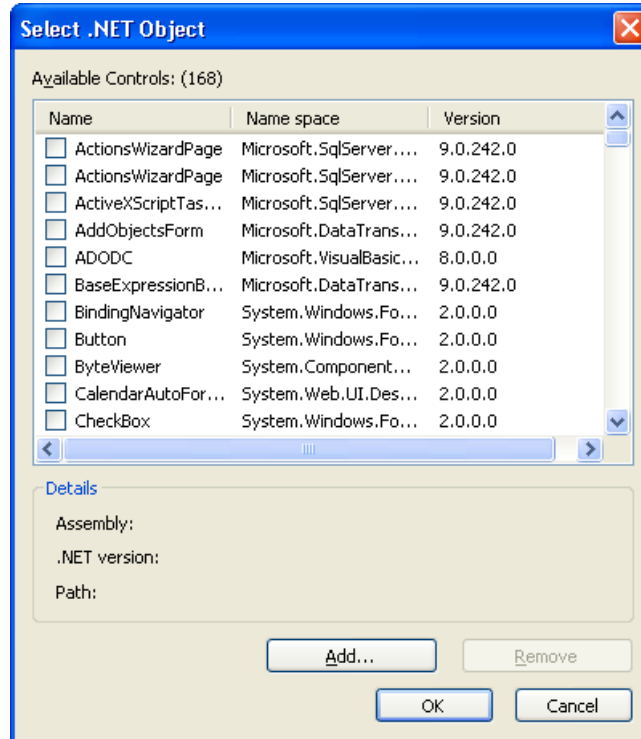 Select .NET Object
Available Controls: (168)
Name Name space Version
ActionsWizardPage Microsoft.SqlServer.... 9.0.242.0
ActionsWizardPage Microsoft.SqlServer.... 9.0.242.0
ActiveXScriptTas... Microsoft.SqlServer.... 9.0.242.0
AddObjectsForm Microsoft.DataTrans... 9.0.242.0
ADODC Microsoft.VisualBasic... 8.0.0.0
BaseExpressionB... Microsoft.DataTrans... 9.0.242.0
BindingNavigator System.Windows.Fo... 2.0.0.0
Button System.Windows.Fo... 2.0.0.0
ByteViewer System.Component... 2.0.0.0
CalendarAutoFor... System.Web.UI.Des... 2.0.0.0
CheckBox System.Windows.Fo... 2.0.0.0
Details
Assembly:
.NET version:
Path:
Add... Remove
OK Cancel